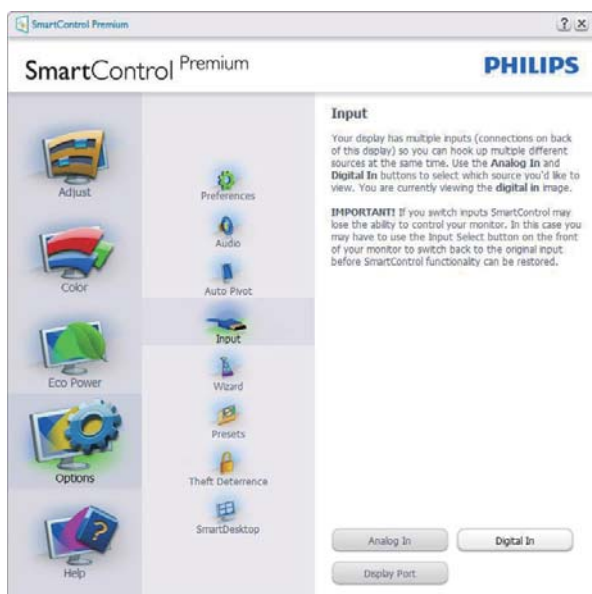 SmartControl Premium
SmartControl Premium
PHILIPS
Adjust
Color
Eco Power
Options
Help
Preferences
Audio
Auto Pivot
Input
Wizard
Presets
Theft Deterrence
SmartDesktop
Input
Your display has multiple inputs (connections on back
of this display) so you can hook up multiple different
sources at the same time. Use the Analog In and
Digital In buttons to select which source you'd like to
view. You are currently viewing the digital in image.
IMPORTANT! If you switch inputs SmartControl may
lose the ability to control your monitor. In this case you
may have to use the Input Select button on the front
of your monitor to switch back to the original input
before SmartControl functionality can be restored.
Analog In
Digital In
Display Port